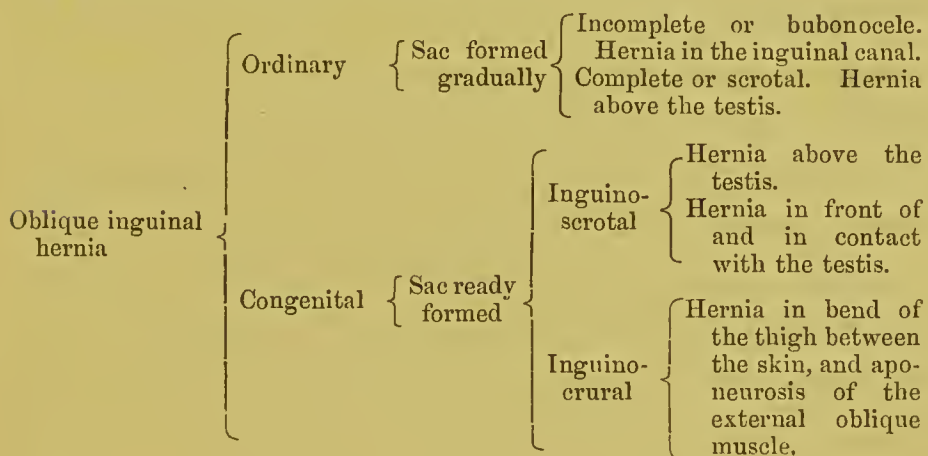 Oblique inguinal
hernia
Ordinary
Sac formed
gradually
Incomplete or bubonocele.
Hernia in the inguinal canal.
Complete or scrotal. Hernia
above the testis.
Congenital
Sac ready
formed
Inguino-
scrotal
Hernia above the
testis.
Hernia in front of
and in contact
with the testis.
Inguino-
crural
Hernia in bend of
the thigh between
the skin, and apo-
neurosis of the
external oblique
muscle,